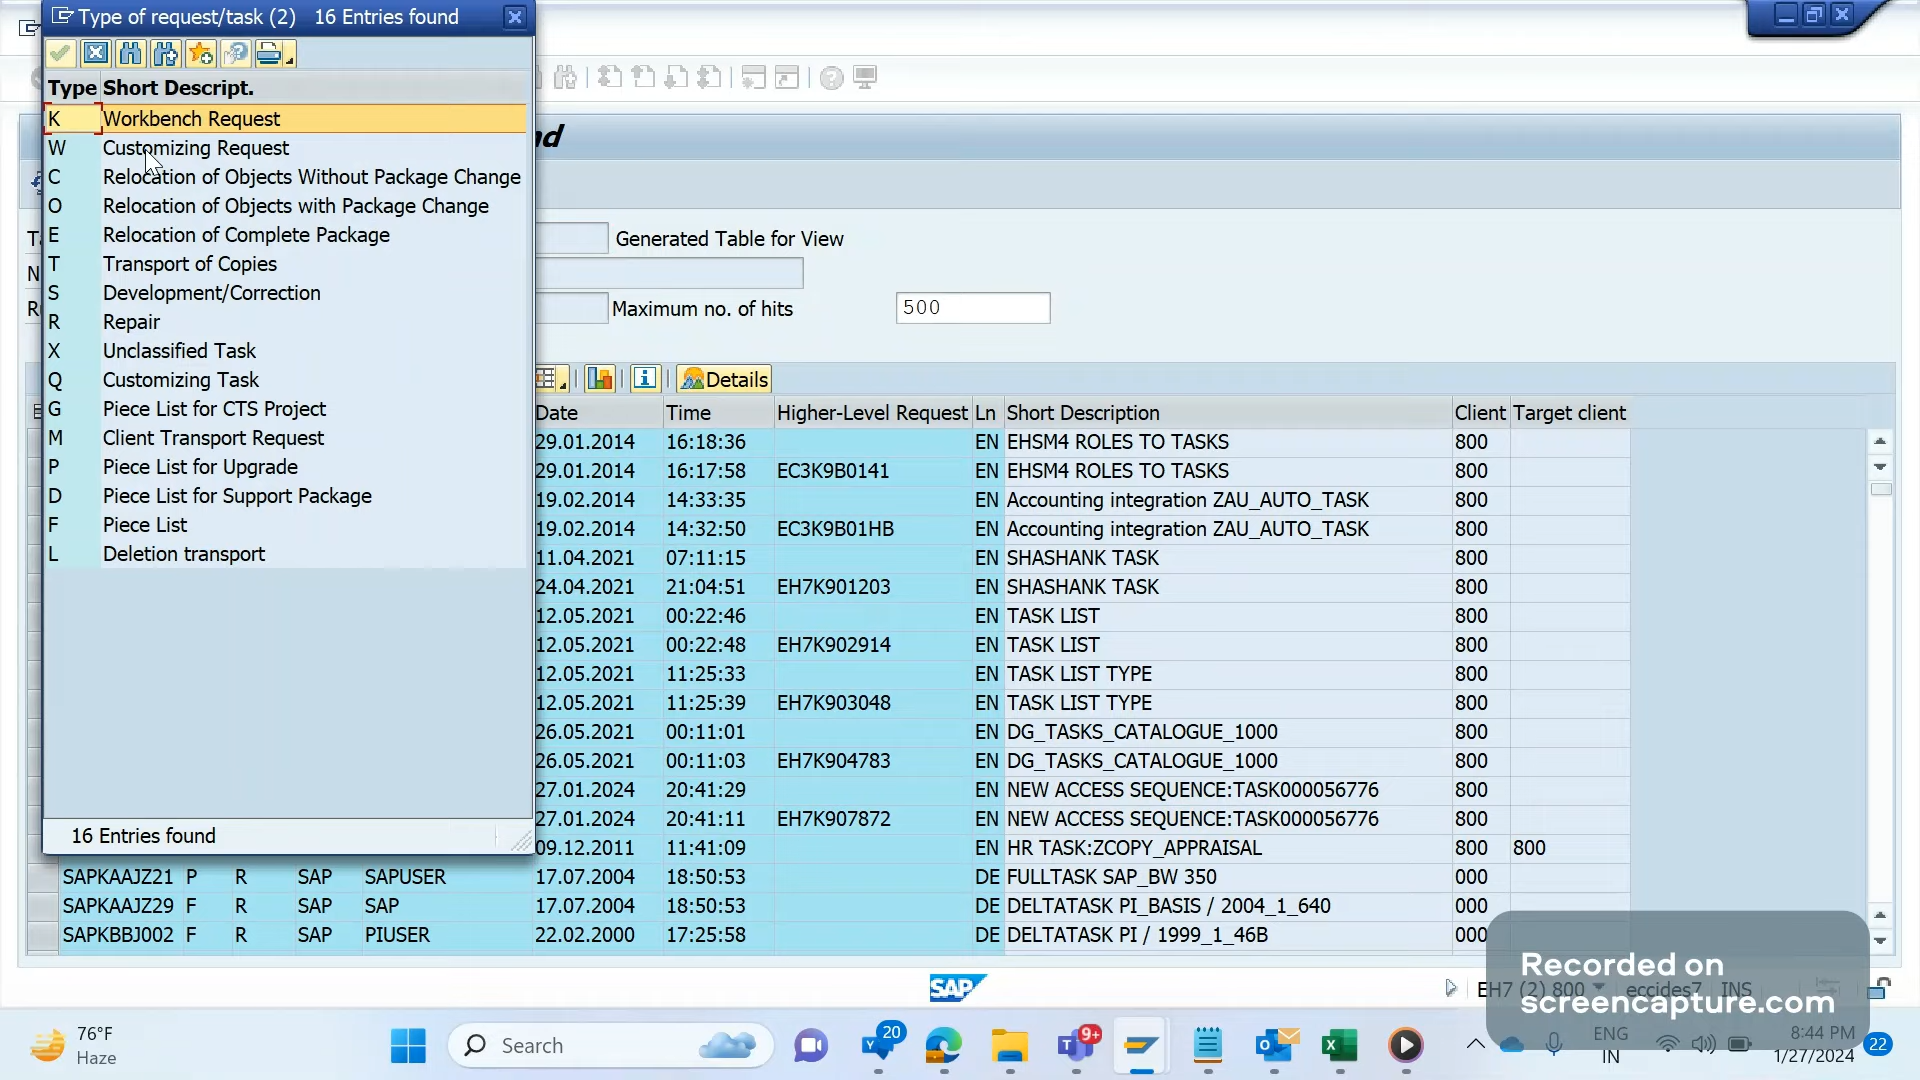 Type of request/task (2) 16 Entries found
Type Short Descript.
K Workbench Request
W Customizing Request
C Relocation of Objects Without Package Change
O Relocation of Objects with Package Change
E Relocation of Complete Package
T Transport of Copies
S Development/Correction
R Repair
X Unclassified Task
Q Customizing Task
G Piece List for CTS Project
M Client Transport Request
P Piece List for Upgrade
D Piece List for Support Package
F Piece List
L Deletion transport
16 Entries found
nd
Generated Table for View
N
Maximum no. of hits 500
Details
Date Time Higher-Level Request Ln Short Description Client Target client
29.01.2014 16:18:36 EN EHSM4 ROLES TO TASKS 800
29.01.2014 16:17:58 EC3K9B0141 EN EHSM4 ROLES TO TASKS 800
19.02.2014 14:33:35 EN Accounting integration ZAU_AUTO_TASK 800
19.02.2014 14:32:50 EC3K9B01HB EN Accounting integration ZAU_AUTO_TASK 800
11.04.2021 07:11:15 EN SHASHANK TASK 800
24.04.2021 21:04:51 EH7K901203 EN SHASHANK TASK 800
12.05.2021 00:22:46 EN TASK LIST 800
12.05.2021 00:22:48 EH7K902914 EN TASK LIST 800
12.05.2021 11:25:33 EN TASK LIST TYPE 800
12.05.2021 11:25:39 EH7K903048 EN TASK LIST TYPE 800
26.05.2021 00:11:01 EN DG_TASKS_CATALOGUE_1000 800
26.05.2021 00:11:03 EH7K904783 EN DG_TASKS_CATALOGUE_1000 800
27.01.2024 20:41:29 EN NEW ACCESS SEQUENCE:TASK000056776 800
27.01.2024 20:41:11 EH7K907872 EN NEW ACCESS SEQUENCE:TASK000056776 800
09.12.2011 11:41:09 EN HR TASK:ZCOPY_APPRAISAL 800 800
SAPKAAJZ21 P R SAP SAPUSER 17.07.2004 18:50:53 DE FULLTASK SAP_BW 350 000
SAPKAAJZ29 F R SAP SAP 17.07.2004 18:50:53 DE DELTATASK PI_BASIS / 2004_1_640 000
SAPKBBJ002 F R SAP PIUSER 22.02.2000 17:25:58 DE DELTATASK PI / 1999_1_46B 000
Recorded on
screencapture.com
SAP
EH7 (2) 800 eccides7 INS
76°F
Haze
Search
20
9+
ENG
IN
8:44 PM
1/27/2024
22